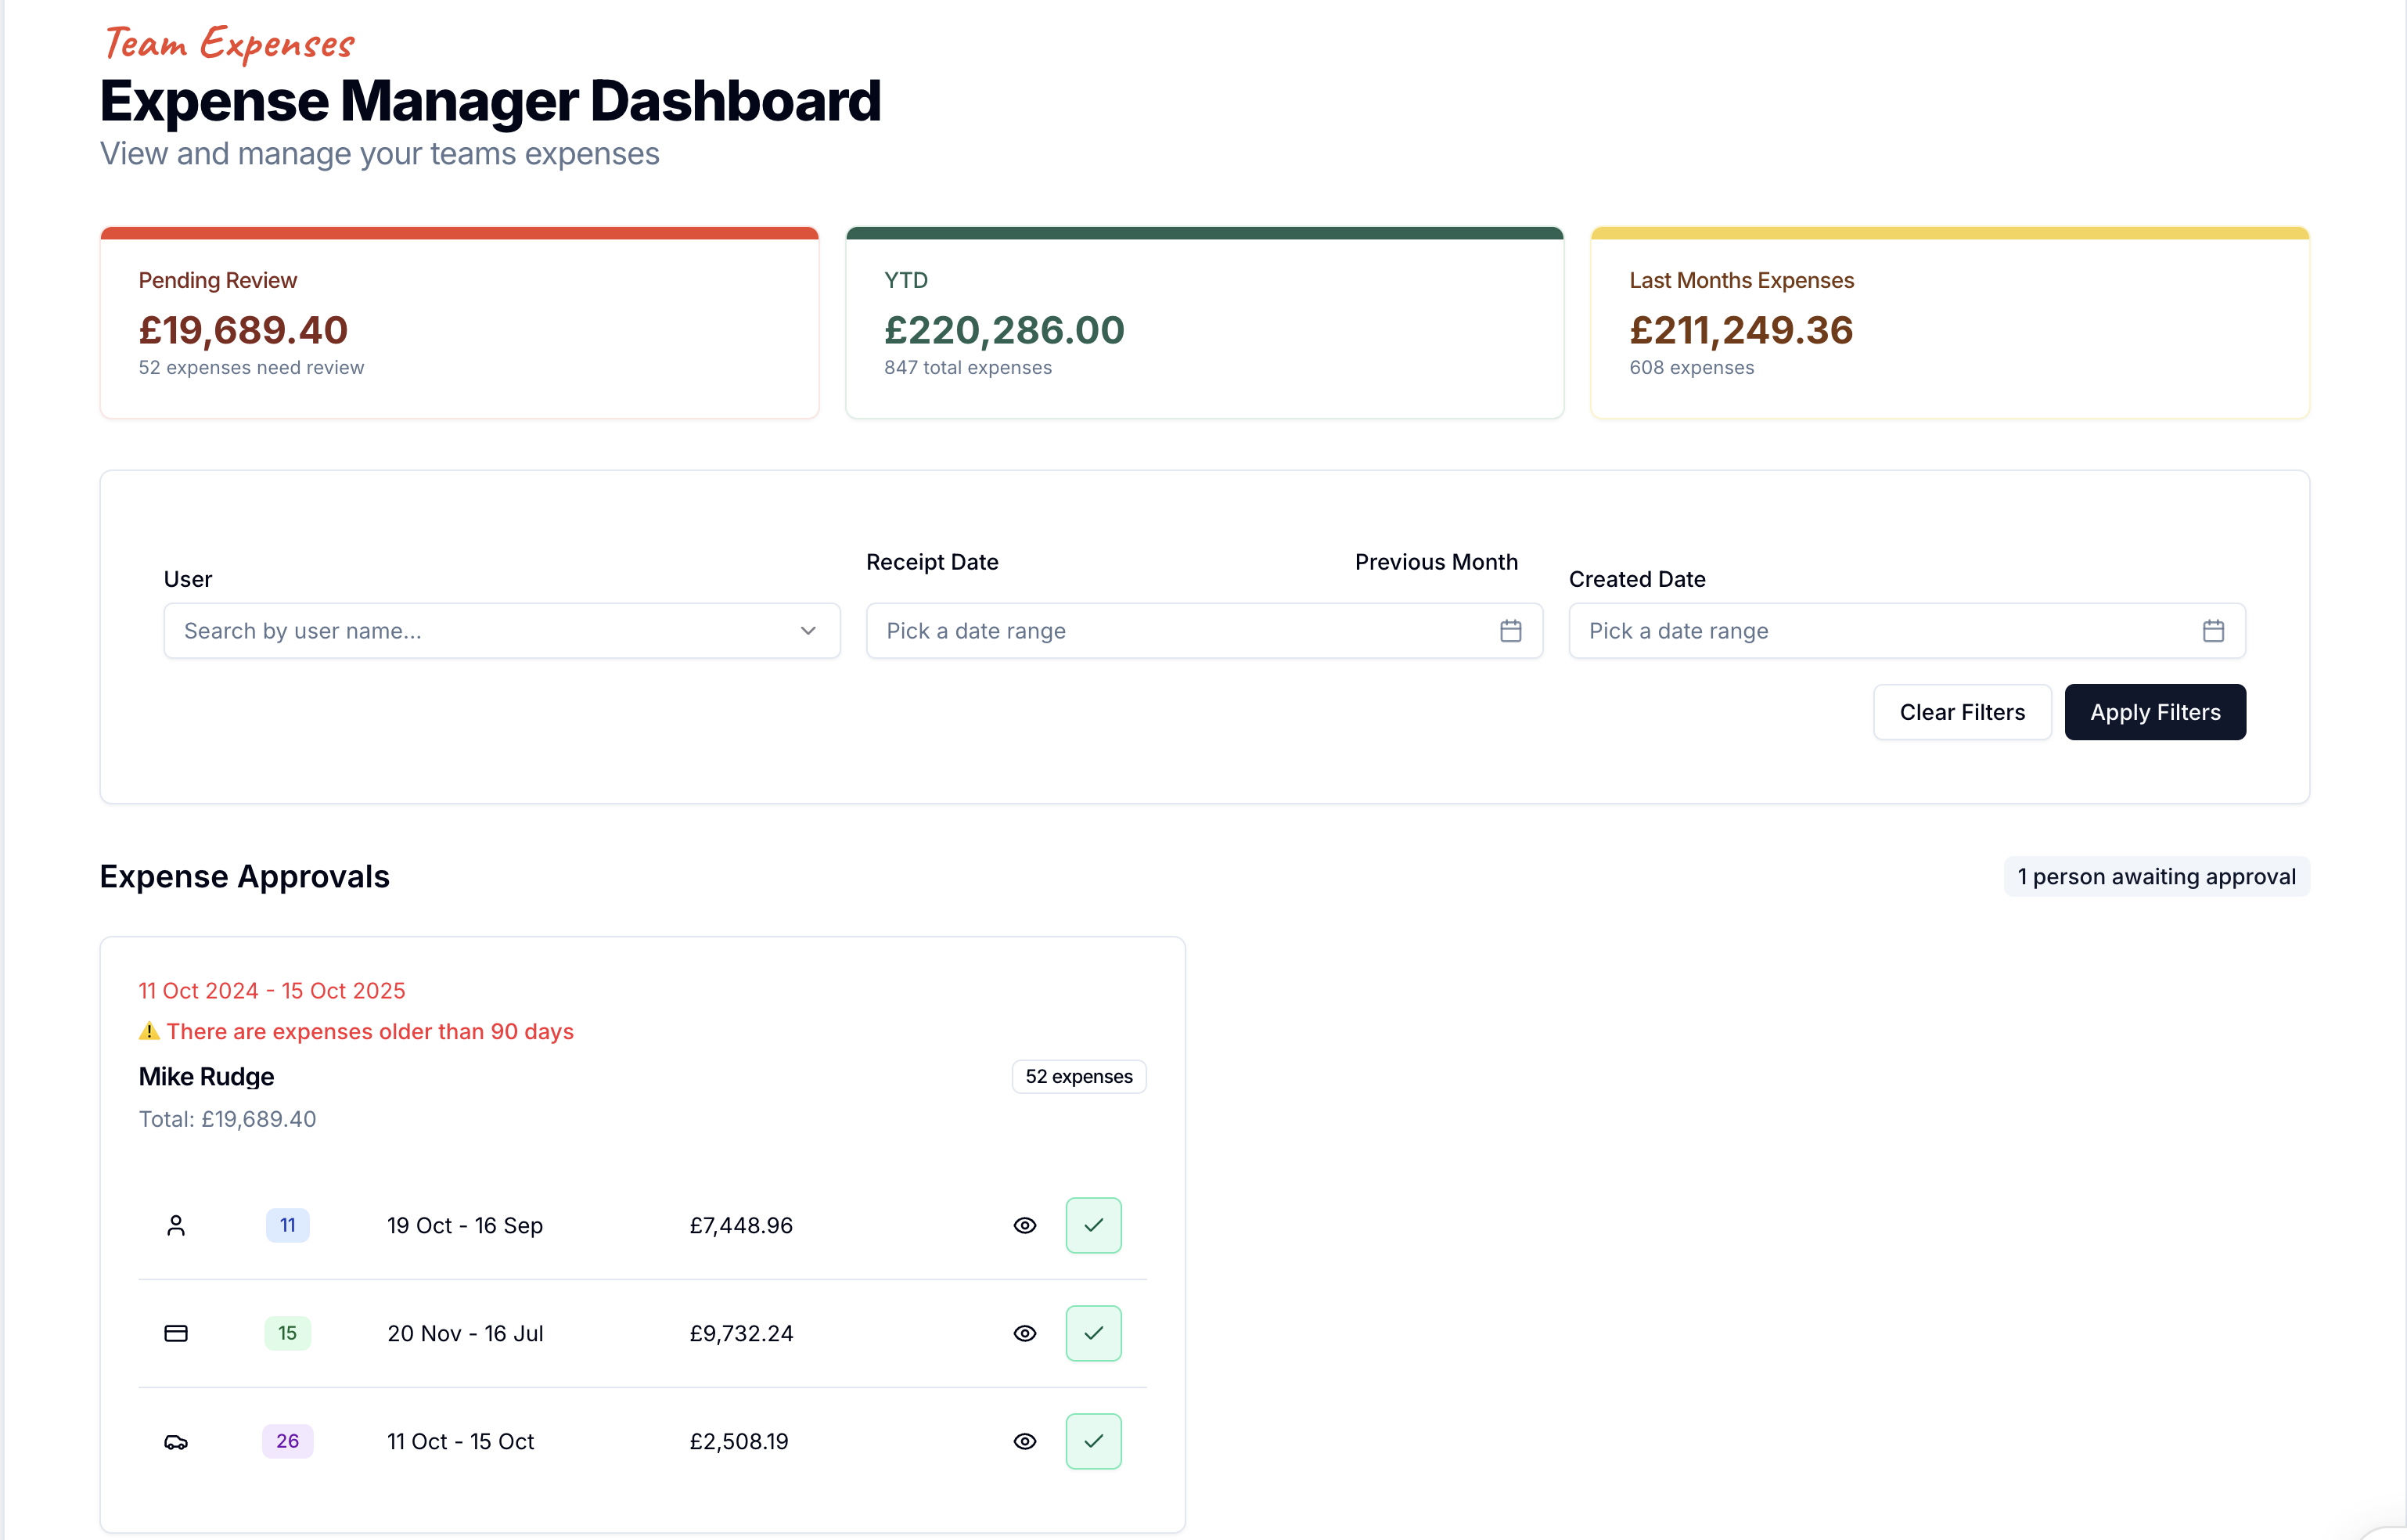 Team Expenses
Expense Manager Dashboard
View and manage your teams expenses
Pending Review
£19,689.40
52 expenses need review
YTD
£220,286.00
847 total expenses
Last Months Expenses
£211,249.36
608 expenses
User
Search by user name...
Receipt Date
Previous Month
Pick a date range
Created Date
Pick a date range
Clear Filters
Apply Filters
Expense Approvals
1 person awaiting approval
11 Oct 2024 - 15 Oct 2025
⚠️ There are expenses older than 90 days
Mike Rudge
52 expenses
Total: £19,689.40
11 19 Oct - 16 Sep £7,448.96
15 20 Nov - 16 Jul £9,732.24
26 11 Oct - 15 Oct £2,508.19